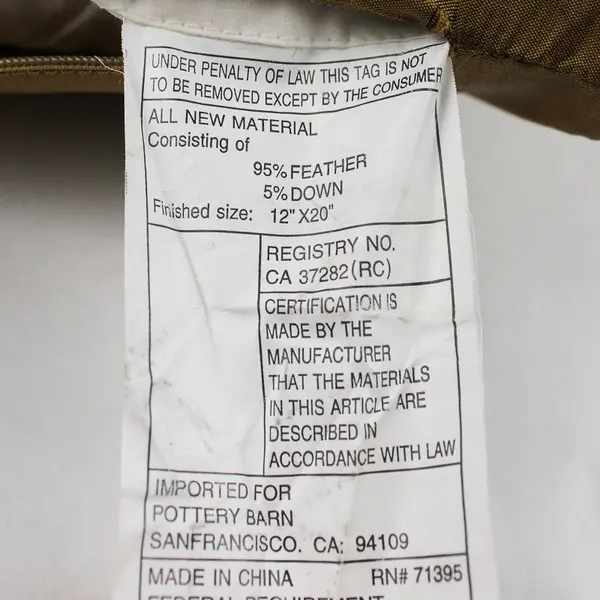 UNDER PENALTY OF LAW THIS TAG IS NOT
TO BE REMOVED EXCEPT BY THE CONSUMER
ALL NEW MATERIAL
Consisting of
95% FEATHER
5% DOWN
Finished size: 12" X20"
REGISTRY NO.
CA 37282 (RC)
CERTIFICATION IS
MADE BY THE
MANUFACTURER
THAT THE MATERIALS
IN THIS ARTICLE ARE
DESCRIBED IN
ACCORDANCE WITH LAW
IMPORTED FOR
POTTERY BARN
SANFRANCISCO. CA: 94109
MADE IN CHINA RN# 71395
FEDERAL REQUIREMENT